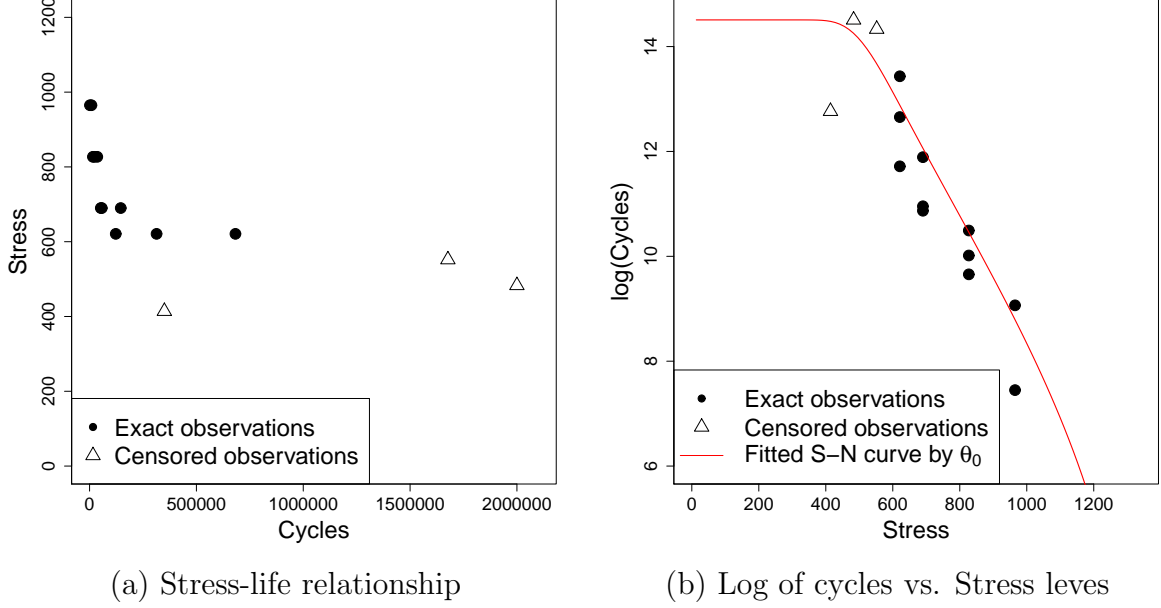 1200
1000
800
600
400
200
0
Stress
Exact observations
Censored observations
0 500000 1000000 1500000 2000000
Cycles
(a) Stress-life relationship
14
12
10
8
6
log(Cycles)
Exact observations
Censored observations
Fitted S−N curve by θ0
0 200 400 600 800 1000 1200
Stress
(b) Log of cycles vs. Stress leves